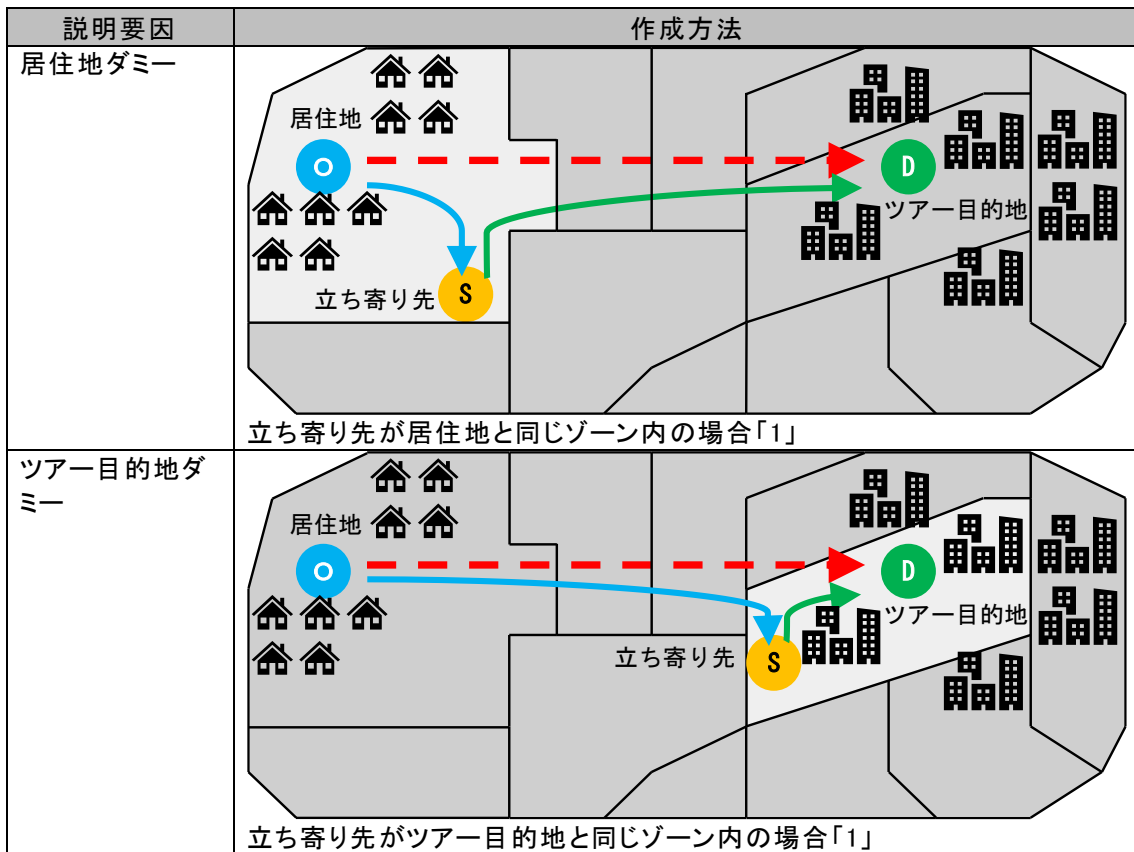 説明要因
作成方法
居住地ダミー
居住地
O
D
ツアー目的地
立ち寄り先
S
立ち寄り先が居住地と同じゾーン内の場合「1」
ツアー目的地ダ
ミー
居住地
O
D
ツアー目的地
立ち寄り先
S
立ち寄り先がツアー目的地と同じゾーン内の場合「1」